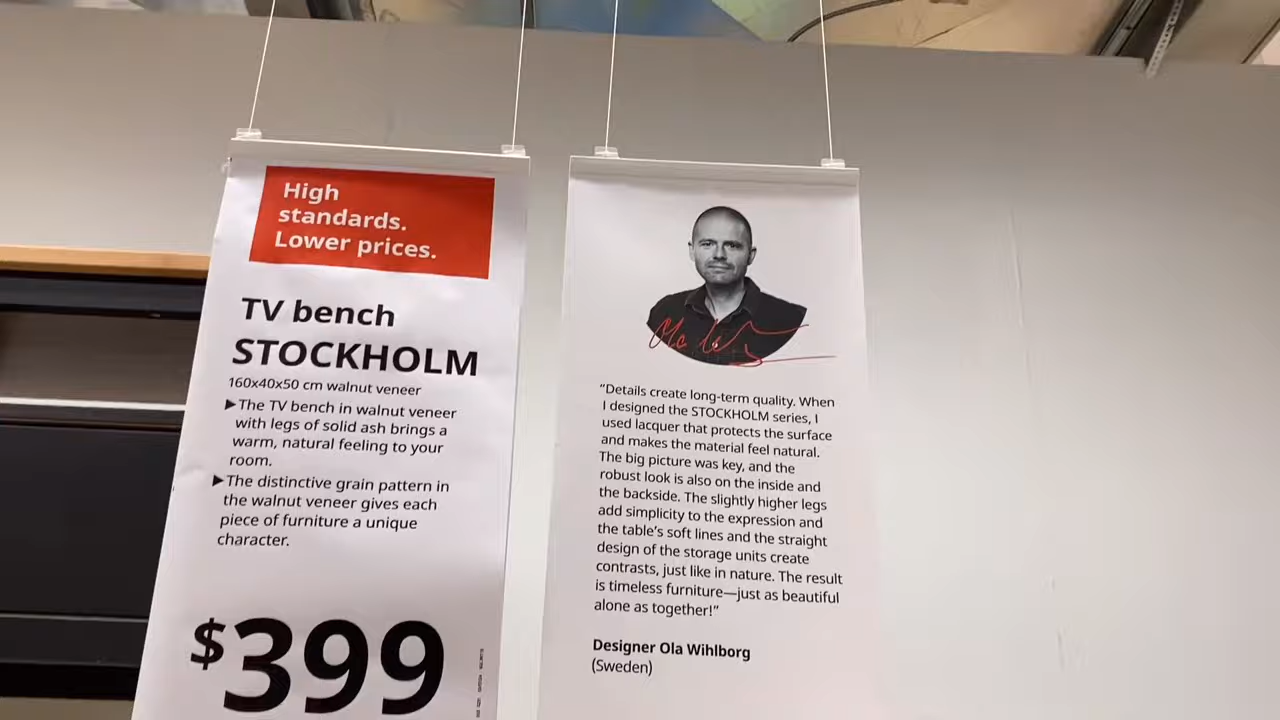 High
standards.
Lower prices.
TV bench
STOCKHOLM
160x40x50 cm walnut veneer
▶The TV bench in walnut veneer
with legs of solid ash brings a
warm, natural feeling to your
room.
▶The distinctive grain pattern in
the walnut veneer gives each
piece of furniture a unique
character.
$399
“Details create long-term quality. When
I designed the STOCKHOLM series, I
used lacquer that protects the surface
and makes the material feel natural.
The big picture was key, and the
robust look is also on the inside and
the backside. The slightly higher legs
add simplicity to the expression and
the table’s soft lines and the straight
design of the storage units create
contrasts, just like in nature. The result
is timeless furniture—just as beautiful
alone as together!”
Designer Ola Wihlborg
(Sweden)